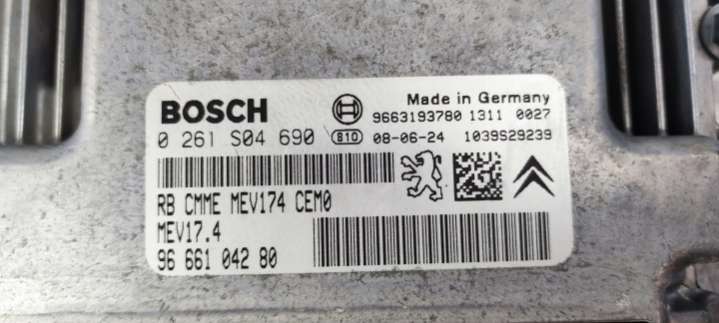 BOSCH
Made in Germany
9663193780 1311 0027
0 261 S04 690 810 08-06-24 1039S29239
RB CMME MEV174 CEM0
MEV17.4
96 661 042 80